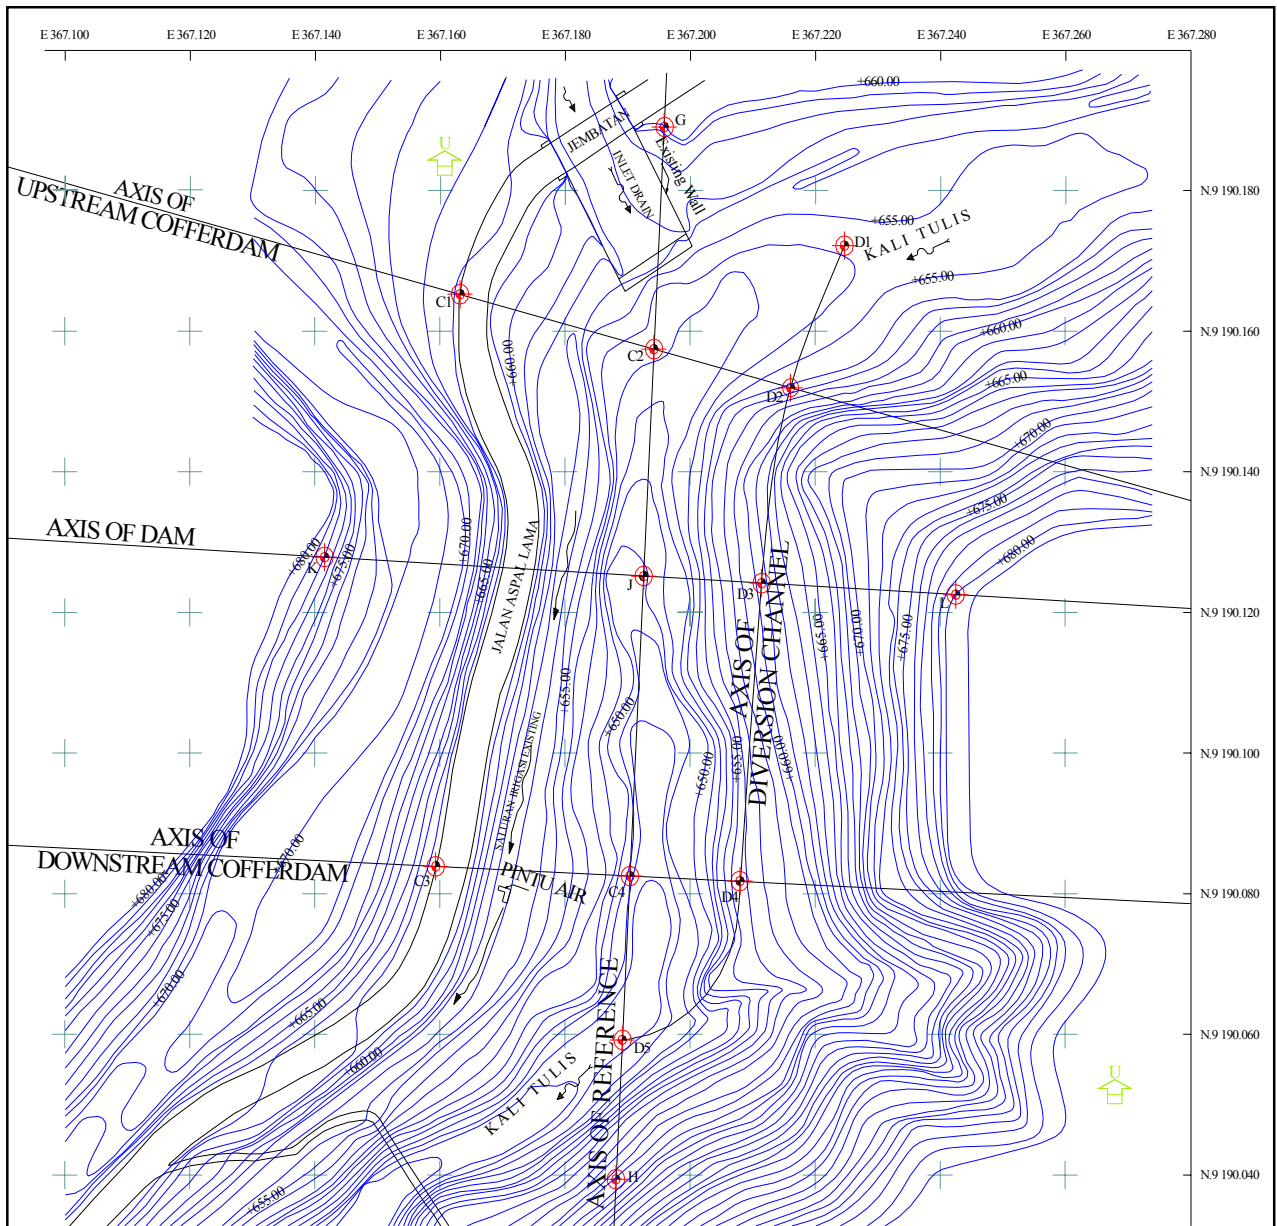 E 367.100
E 367.120
E 367.140
E 367.160
E 367.180
E 367.200
E 367.220
E 367.240
E 367.260
E 367.280
+660.00
G
JEMBATAN
U
INLET DRAIN
Existing Wall
N.9 190.180
AXIS OF
UPSTREAM COFFERDAM
+655.00
D1
KALI TULIS
+655.00
C1
N.9 190.160
+660.00
C2
+660.00
D2
+665.00
+670.00
N.9 190.140
+675.00
AXIS OF DAM
+680.00
K
+675.00
+670.00
+665.00
JALAN ASPAL LAMA
J
D3
L
+680.00
N.9 190.120
+665.00
+670.00
+675.00
AXIS OF
DIVERSION CHANNEL
+655.00
+650.00
SALURAN IRIGASI EXISTING
+650.00
+655.00
+660.00
N.9 190.100
AXIS OF
DOWNSTREAM COFFERDAM
+670.00
C3
PINTU AIR
C4
D4
N.9 190.080
+680.00
+675.00
+670.00
+665.00
+660.00
AXIS OF REFERENCE
D5
N.9 190.060
KALI TULIS
U
H
N.9 190.040
+655.00